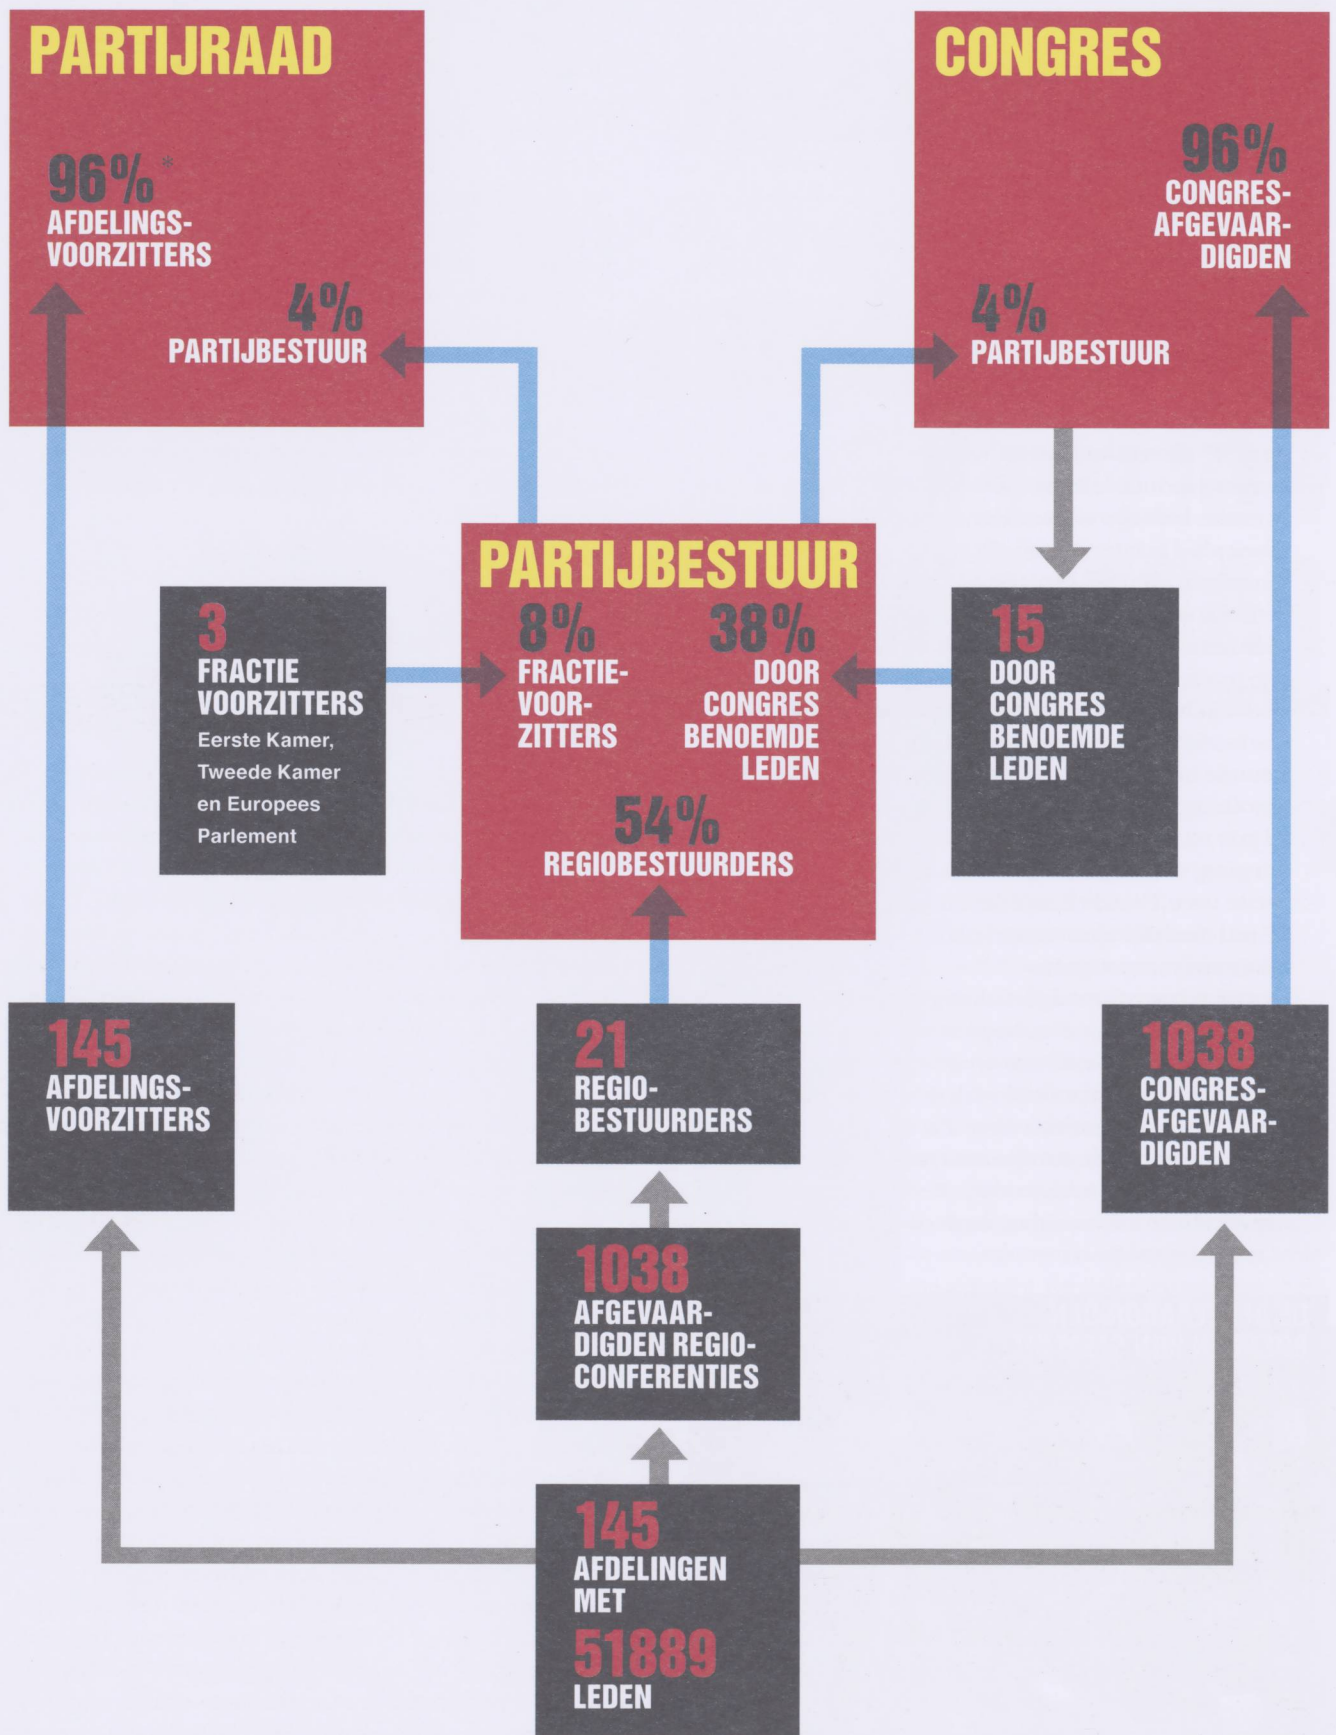 PARTIJRAAD
96%*
AFDELINGS-
VOORZITTERS
4%
PARTIJBESTUUR
CONGRES
96%
CONGRES-
AFGEVAAR-
DIGDEN
4%
PARTIJBESTUUR
PARTIJBESTUUR
8%
FRACTIE-
VOOR-
ZITTERS
38%
DOOR
CONGRES
BENOEMDE
LEDEN
54%
REGIOBESTUURDERS
3
FRACTIE
VOORZITTERS
Eerste Kamer,
Tweede Kamer
en Europees
Parlement
15
DOOR
CONGRES
BENOEMDE
LEDEN
145
AFDELINGS-
VOORZITTERS
21
REGIO-
BESTUURDERS
1038
CONGRES-
AFGEVAAR-
DIGDEN
1038
AFGEVAAR-
DIGDEN REGIO-
CONFERENTIES
145
AFDELINGEN
MET
51889
LEDEN